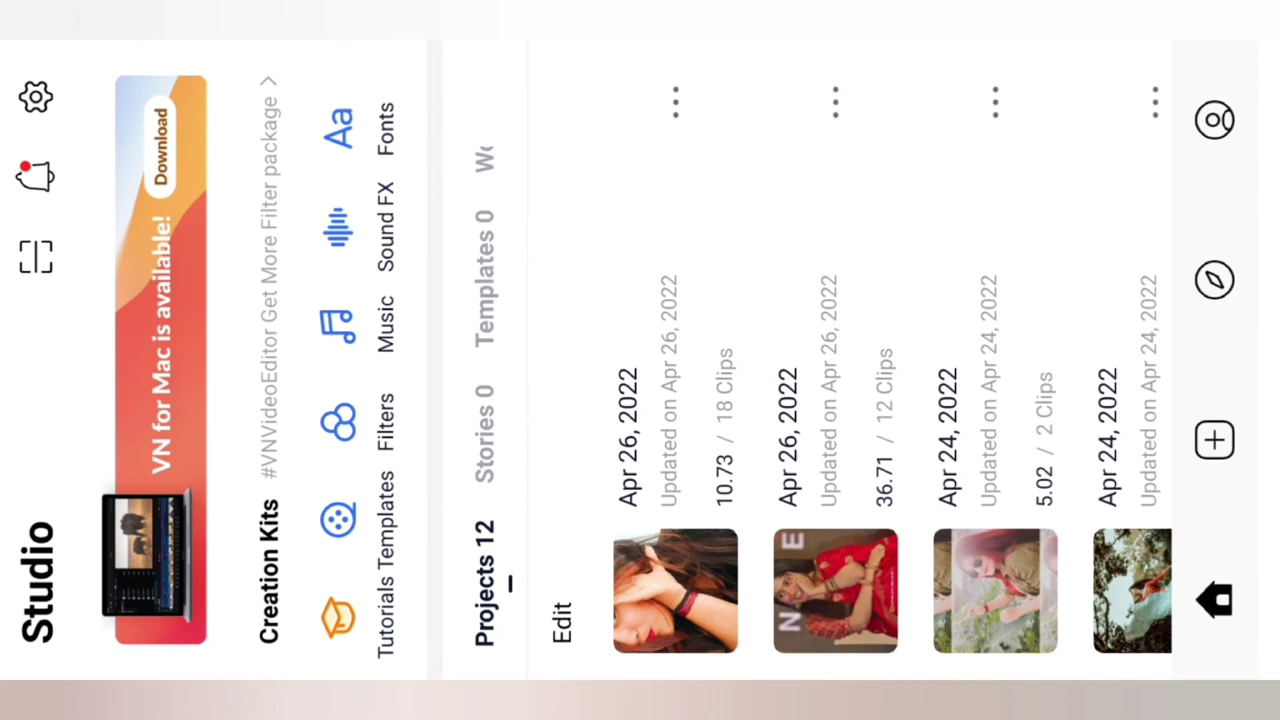 Studio
VN for Mac is available!
Download
Creation Kits
#VNVideoEditor Get More Filter package >
Tutorials
Templates
Filters
Music
Sound FX
Fonts
Projects 12
Stories 0
Templates 0
Edit
Apr 26, 2022
Updated on Apr 26, 2022
10.73 / 18 Clips
N E
Apr 26, 2022
Updated on Apr 26, 2022
36.71 / 12 Clips
Apr 24, 2022
Updated on Apr 24, 2022
5.02 / 2 Clips
Apr 24, 2022
Updated on Apr 24, 2022